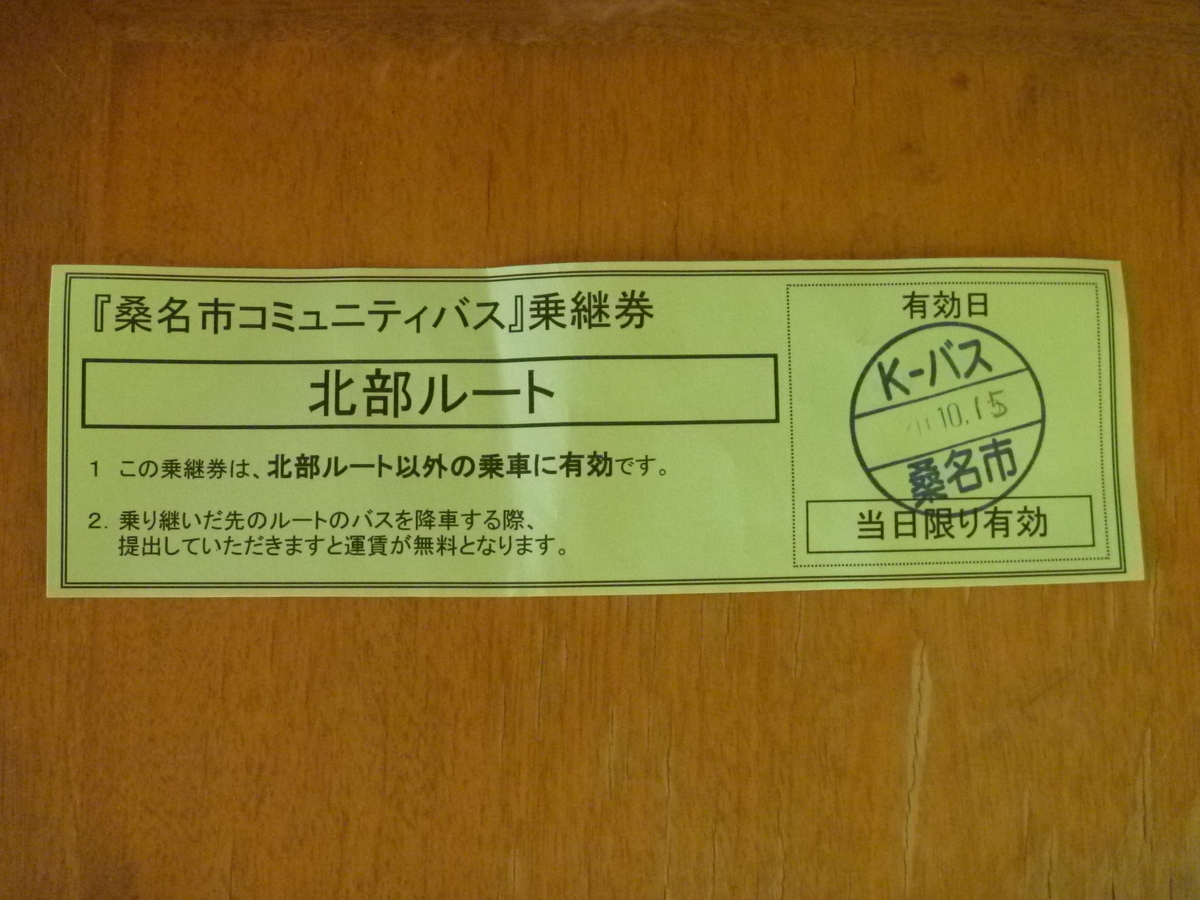 『桑名市コミュニティバス』乗継券
北部ルート
1 この乗継券は、北部ルート以外の乗車に有効です。
2. 乗り継いだ先のルートのバスを降車する際、
提出していただきますと運賃が無料となります。
有効日
K-バス
10.15
桑名市
当日限り有効